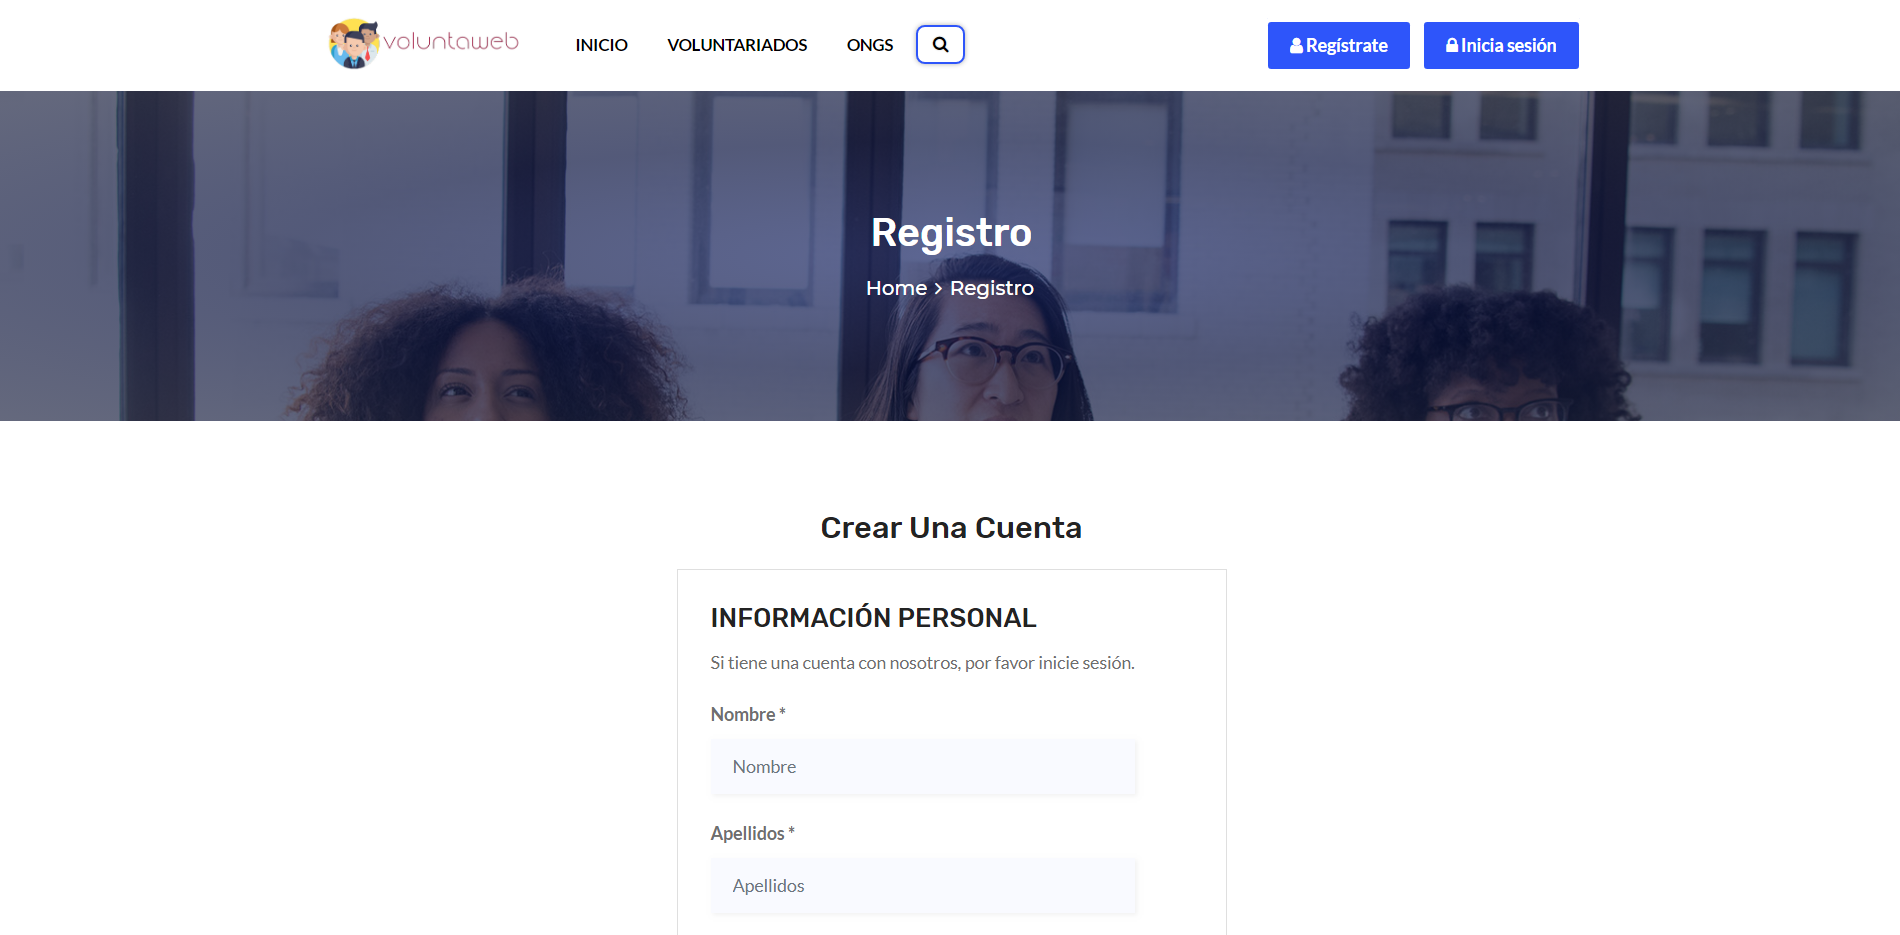 voluntaweb
INICIO
VOLUNTARIADOS
ONGS
Regístrate
Inicia sesión
Registro
Home > Registro
Crear Una Cuenta
INFORMACIÓN PERSONAL
Si tiene una cuenta con nosotros, por favor inicie sesión.
Nombre *
Nombre
Apellidos *
Apellidos